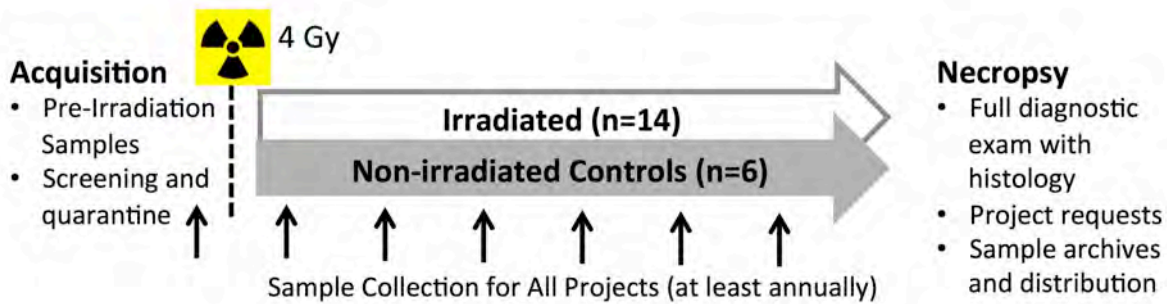 4 Gy
Acquisition
• Pre-Irradiation
Samples
• Screening and
quarantine
Irradiated (n=14)
Non-irradiated Controls (n=6)
Sample Collection for All Projects (at least annually)
Necropsy
• Full diagnostic
exam with
histology
• Project requests
• Sample archives
and distribution